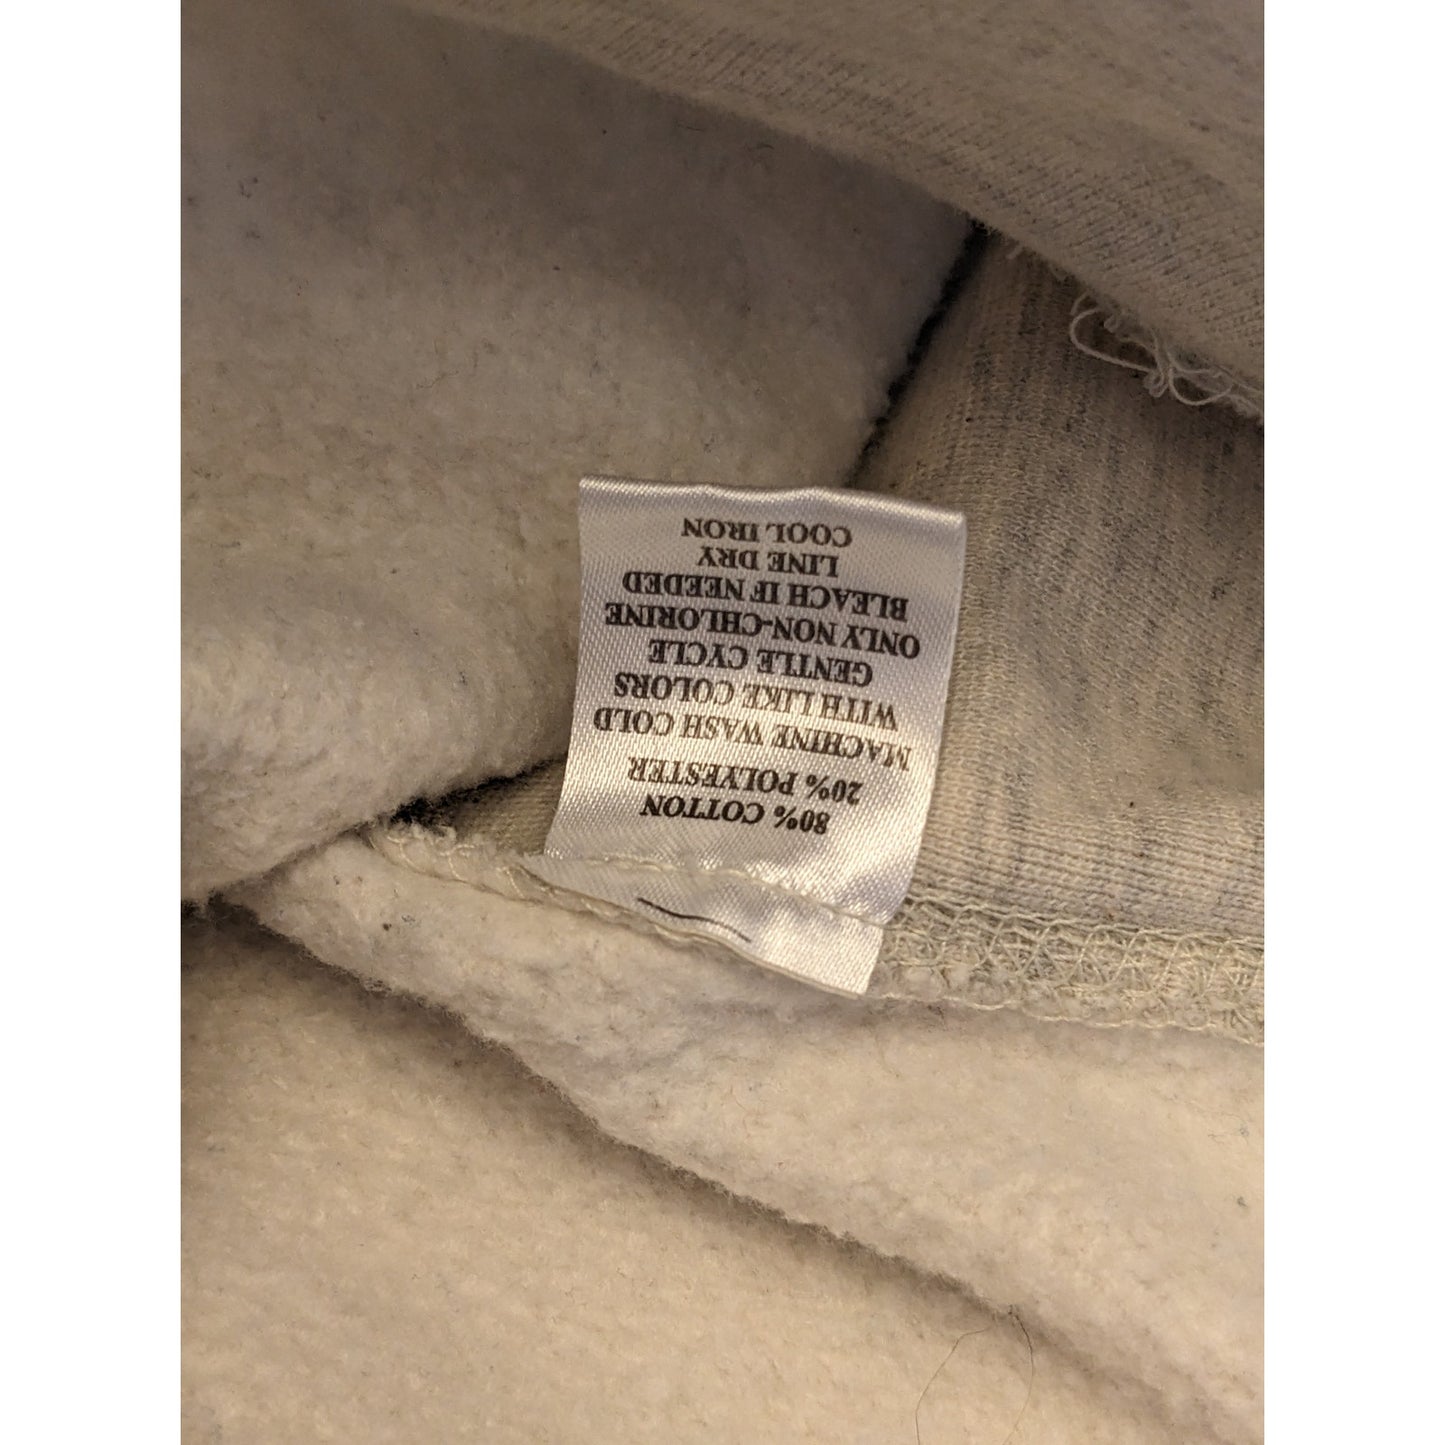 80% COTTON
20% POLYESTER
MACHINE WASH COLD
WITH LIKE COLORS
GENTLE CYCLE
ONLY NON-CHLORINE
BLEACH IF NEEDED
LINE DRY
COOL IRON